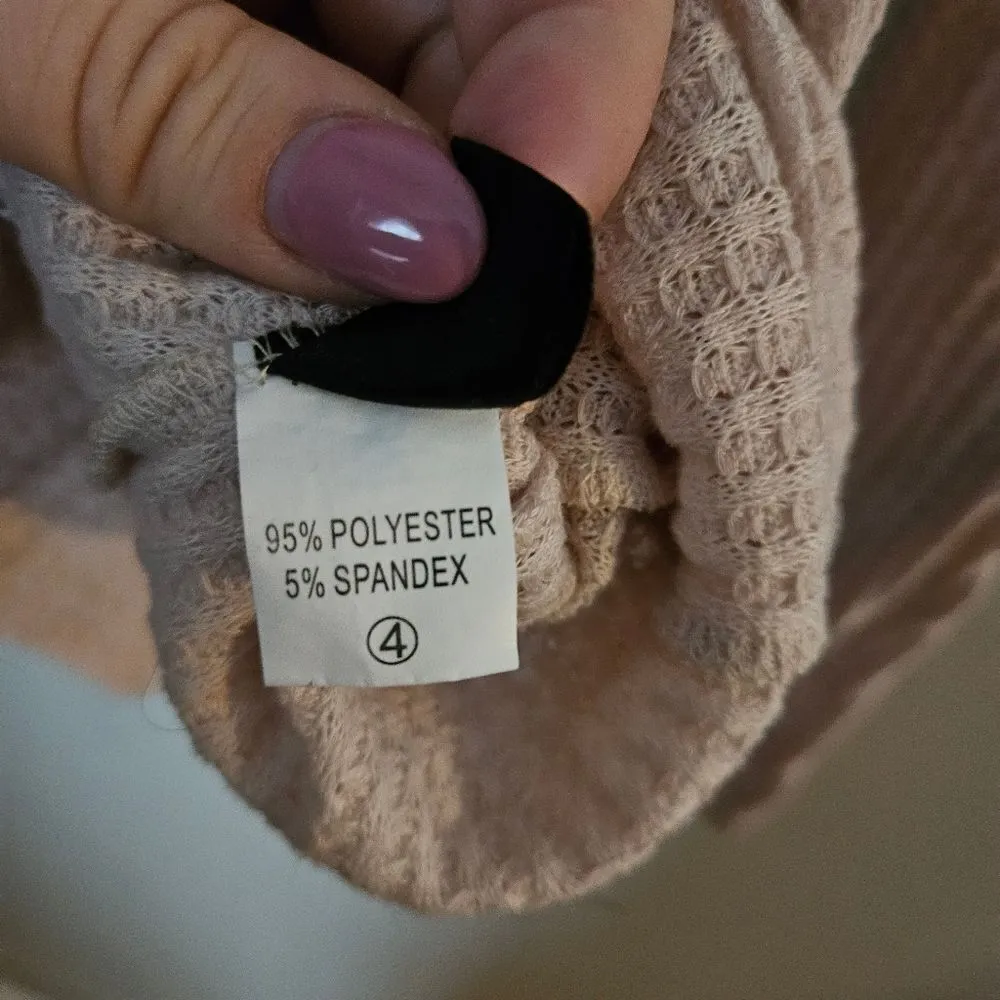 95% POLYESTER
5% SPANDEX
④